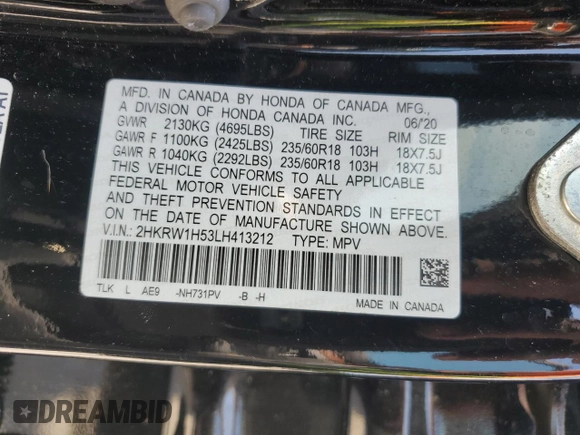 MFD. IN CANADA BY HONDA OF CANADA MFG.,
A DIVISION OF HONDA CANADA INC. 06/'20
GVWR 2130KG (4695LBS) TIRE SIZE RIM SIZE
GAWR F 1100KG (2425LBS) 235/60R18 103H 18X7.5J
GAWR R 1040KG (2292LBS) 235/60R18 103H 18X7.5J
THIS VEHICLE CONFORMS TO ALL APPLICABLE
FEDERAL MOTOR VEHICLE SAFETY
AND THEFT PREVENTION STANDARDS IN EFFECT
ON THE DATE OF MANUFACTURE SHOWN ABOVE.
V.I.N.: 2HKRW1H53LH413212 TYPE: MPV
TLK L AE9 -NH731PV -B -H
MADE IN CANADA
DREAMBID